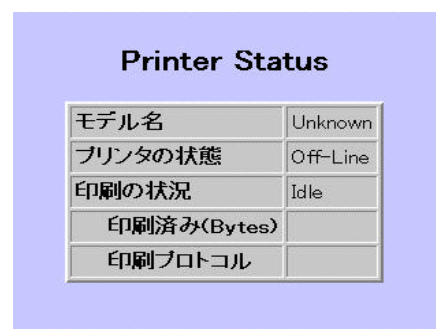 Printer Status
モデル名 Unknown
プリンタの状態 Off-Line
印刷の状況 Idle
印刷済み(Bytes)
印刷プロトコル